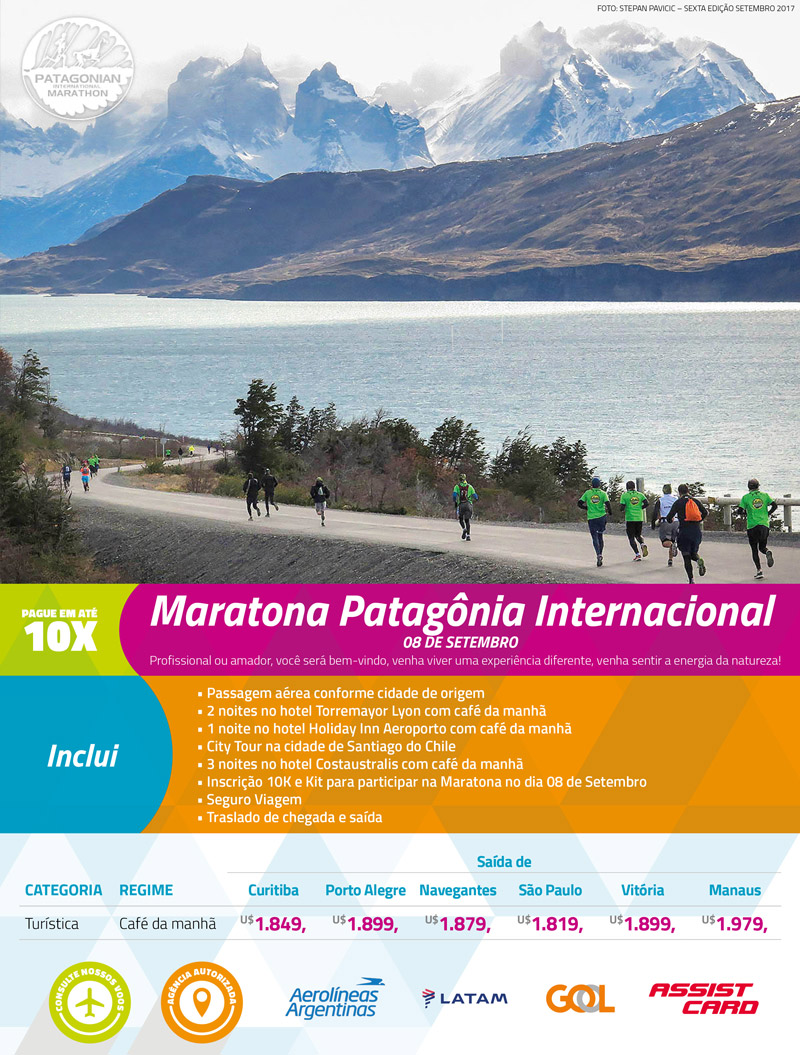 FOTO: STEPAN PAVICIC – SEXTA EDIÇÃO SETEMBRO 2017
PATAGONIAN
INTERNATIONAL
MARATHON
PAGUE EM ATÉ
10X
Maratona Patagônia Internacional
08 DE SETEMBRO
Profissional ou amador, você será bem-vindo, venha viver uma experiência diferente, venha sentir a energia da natureza!
Inclui
• Passagem aérea conforme cidade de origem
• 2 noites no hotel Torremayor Lyon com café da manhã
• 1 noite no hotel Holiday Inn Aeroporto com café da manhã
• City Tour na cidade de Santiago do Chile
• 3 noites no hotel Costaustralis com café da manhã
• Inscrição 10K e Kit para participar na Maratona no dia 08 de Setembro
• Seguro Viagem
• Traslado de chegada e saída
Saída de
CATEGORIA REGIME Curitiba Porto Alegre Navegantes São Paulo Vitória Manaus
Turística Café da manhã U$1.849, U$1.899, U$1.879, U$1.819, U$1.899, U$1.979,
CONSULTE NOSSOS VOOS
AGÊNCIA AUTORIZADA
Aerolíneas
Argentinas
LATAM
GOL
ASSIST
CARD